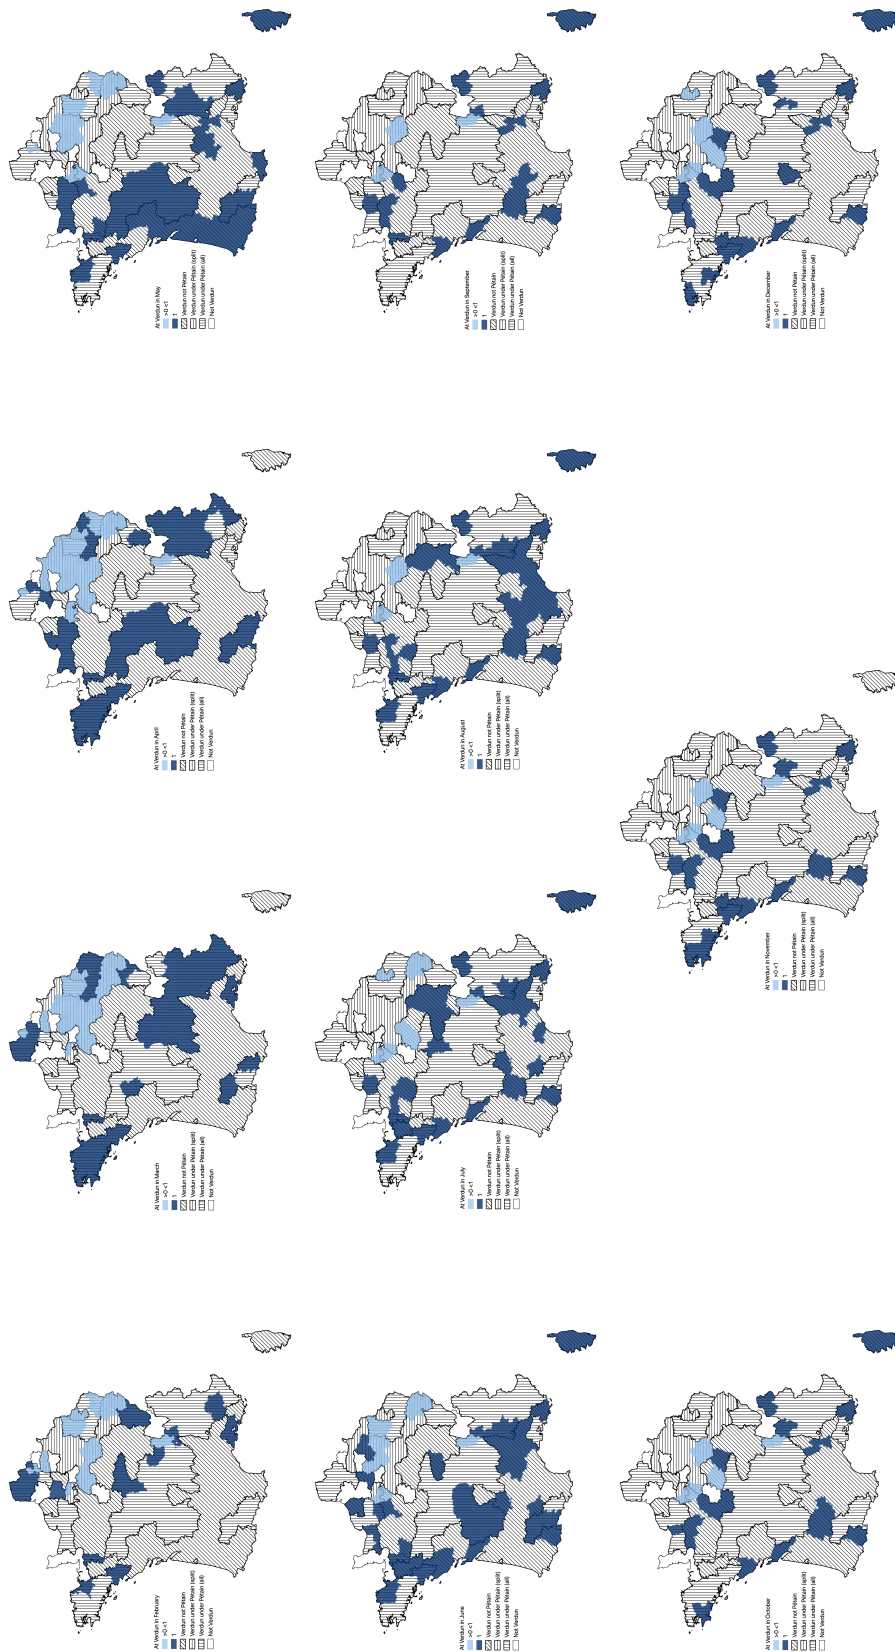 At Verdun in February
>0 <1
1
Verdun not Pétain
Verdun under Pétain (split)
Verdun under Pétain (all)
Not Verdun
At Verdun in March
>0 <1
1
Verdun not Pétain
Verdun under Pétain (split)
Verdun under Pétain (all)
Not Verdun
At Verdun in April
>0 <1
1
Verdun not Pétain
Verdun under Pétain (split)
Verdun under Pétain (all)
Not Verdun
At Verdun in May
>0 <1
1
Verdun not Pétain
Verdun under Pétain (split)
Verdun under Pétain (all)
Not Verdun
At Verdun in June
>0 <1
1
Verdun not Pétain
Verdun under Pétain (split)
Verdun under Pétain (all)
Not Verdun
At Verdun in July
>0 <1
1
Verdun not Pétain
Verdun under Pétain (split)
Verdun under Pétain (all)
Not Verdun
At Verdun in August
>0 <1
1
Verdun not Pétain
Verdun under Pétain (split)
Verdun under Pétain (all)
Not Verdun
At Verdun in September
>0 <1
1
Verdun not Pétain
Verdun under Pétain (split)
Verdun under Pétain (all)
Not Verdun
At Verdun in October
>0 <1
1
Verdun not Pétain
Verdun under Pétain (split)
Verdun under Pétain (all)
Not Verdun
At Verdun in November
>0 <1
1
Verdun not Pétain
Verdun under Pétain (split)
Verdun under Pétain (all)
Not Verdun
At Verdun in December
>0 <1
1
Verdun not Pétain
Verdun under Pétain (split)
Verdun under Pétain (all)
Not Verdun